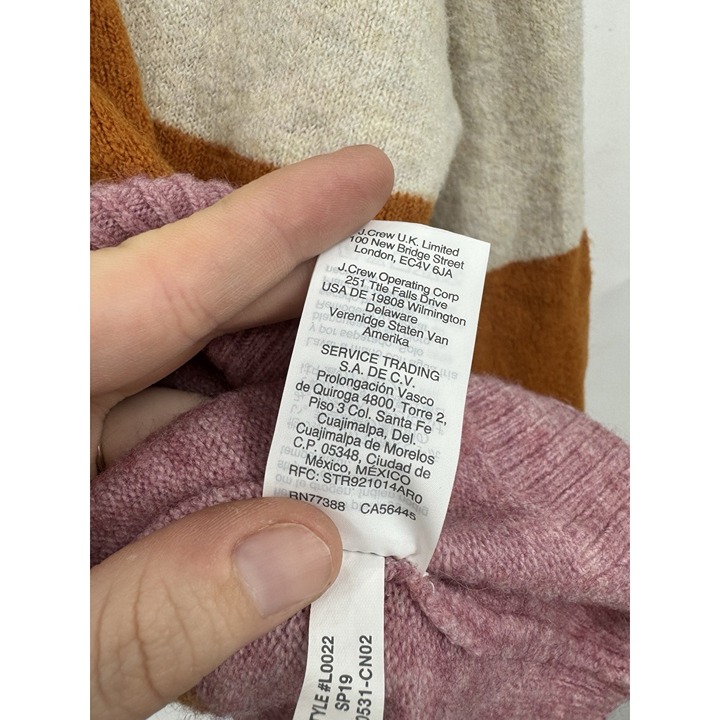 J.Crew U.K. Limited
100 New Bridge Street
London, EC4V 6JA
J.Crew Operating Corp
251 Ttle Falls Drive
USA DE 19808 Wilmington
Delaware
Verenidge Staten Van
Amerika
SERVICE TRADING
S.A. DE C.V.
Prolongación Vasco
de Quiroga 4800, Torre 2,
Piso 3 Col. Santa Fe
Cuajimalpa, Del.
Cuajimalpa de Morelos
C.P. 05348, Ciudad de
México, MÉXICO
RFC: STR921014AR0
RN77388 CA56445
TYLE #L0022
SP19
0531-CN02